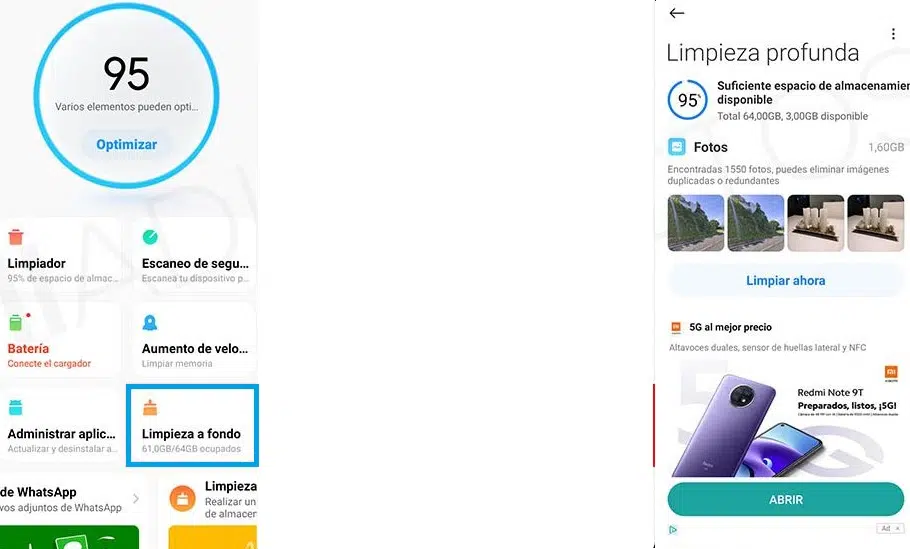 95
Varios elementos pueden opti...
Optimizar
Limpiador
95% de espacio de almac...
Escaneo de segu...
Escanea tu dispositivo p...
Batería
Conecte el cargador
Aumento de velo...
Limpiar memoria
Administrar aplic...
Actualizar y desinstalar a...
Limpieza a fondo
61,0GB/64GB ocupados
de WhatsApp
vos adjuntos de WhatsApp
Limpieza
Realizar un
de almacer
Limpieza profunda
95%
Suficiente espacio de almacenamien
disponible
Total 64,00GB, 3,00GB disponible
Fotos
1,60GB
Encontradas 1550 fotos, puedes eliminar imágenes
duplicadas o redundantes
Limpiar ahora
5G al mejor precio
Altavoces duales, sensor de huellas lateral y NFC
Redmi Note 9T
Preparados, listos, ¡5G!
5G
ABRIR
Ad